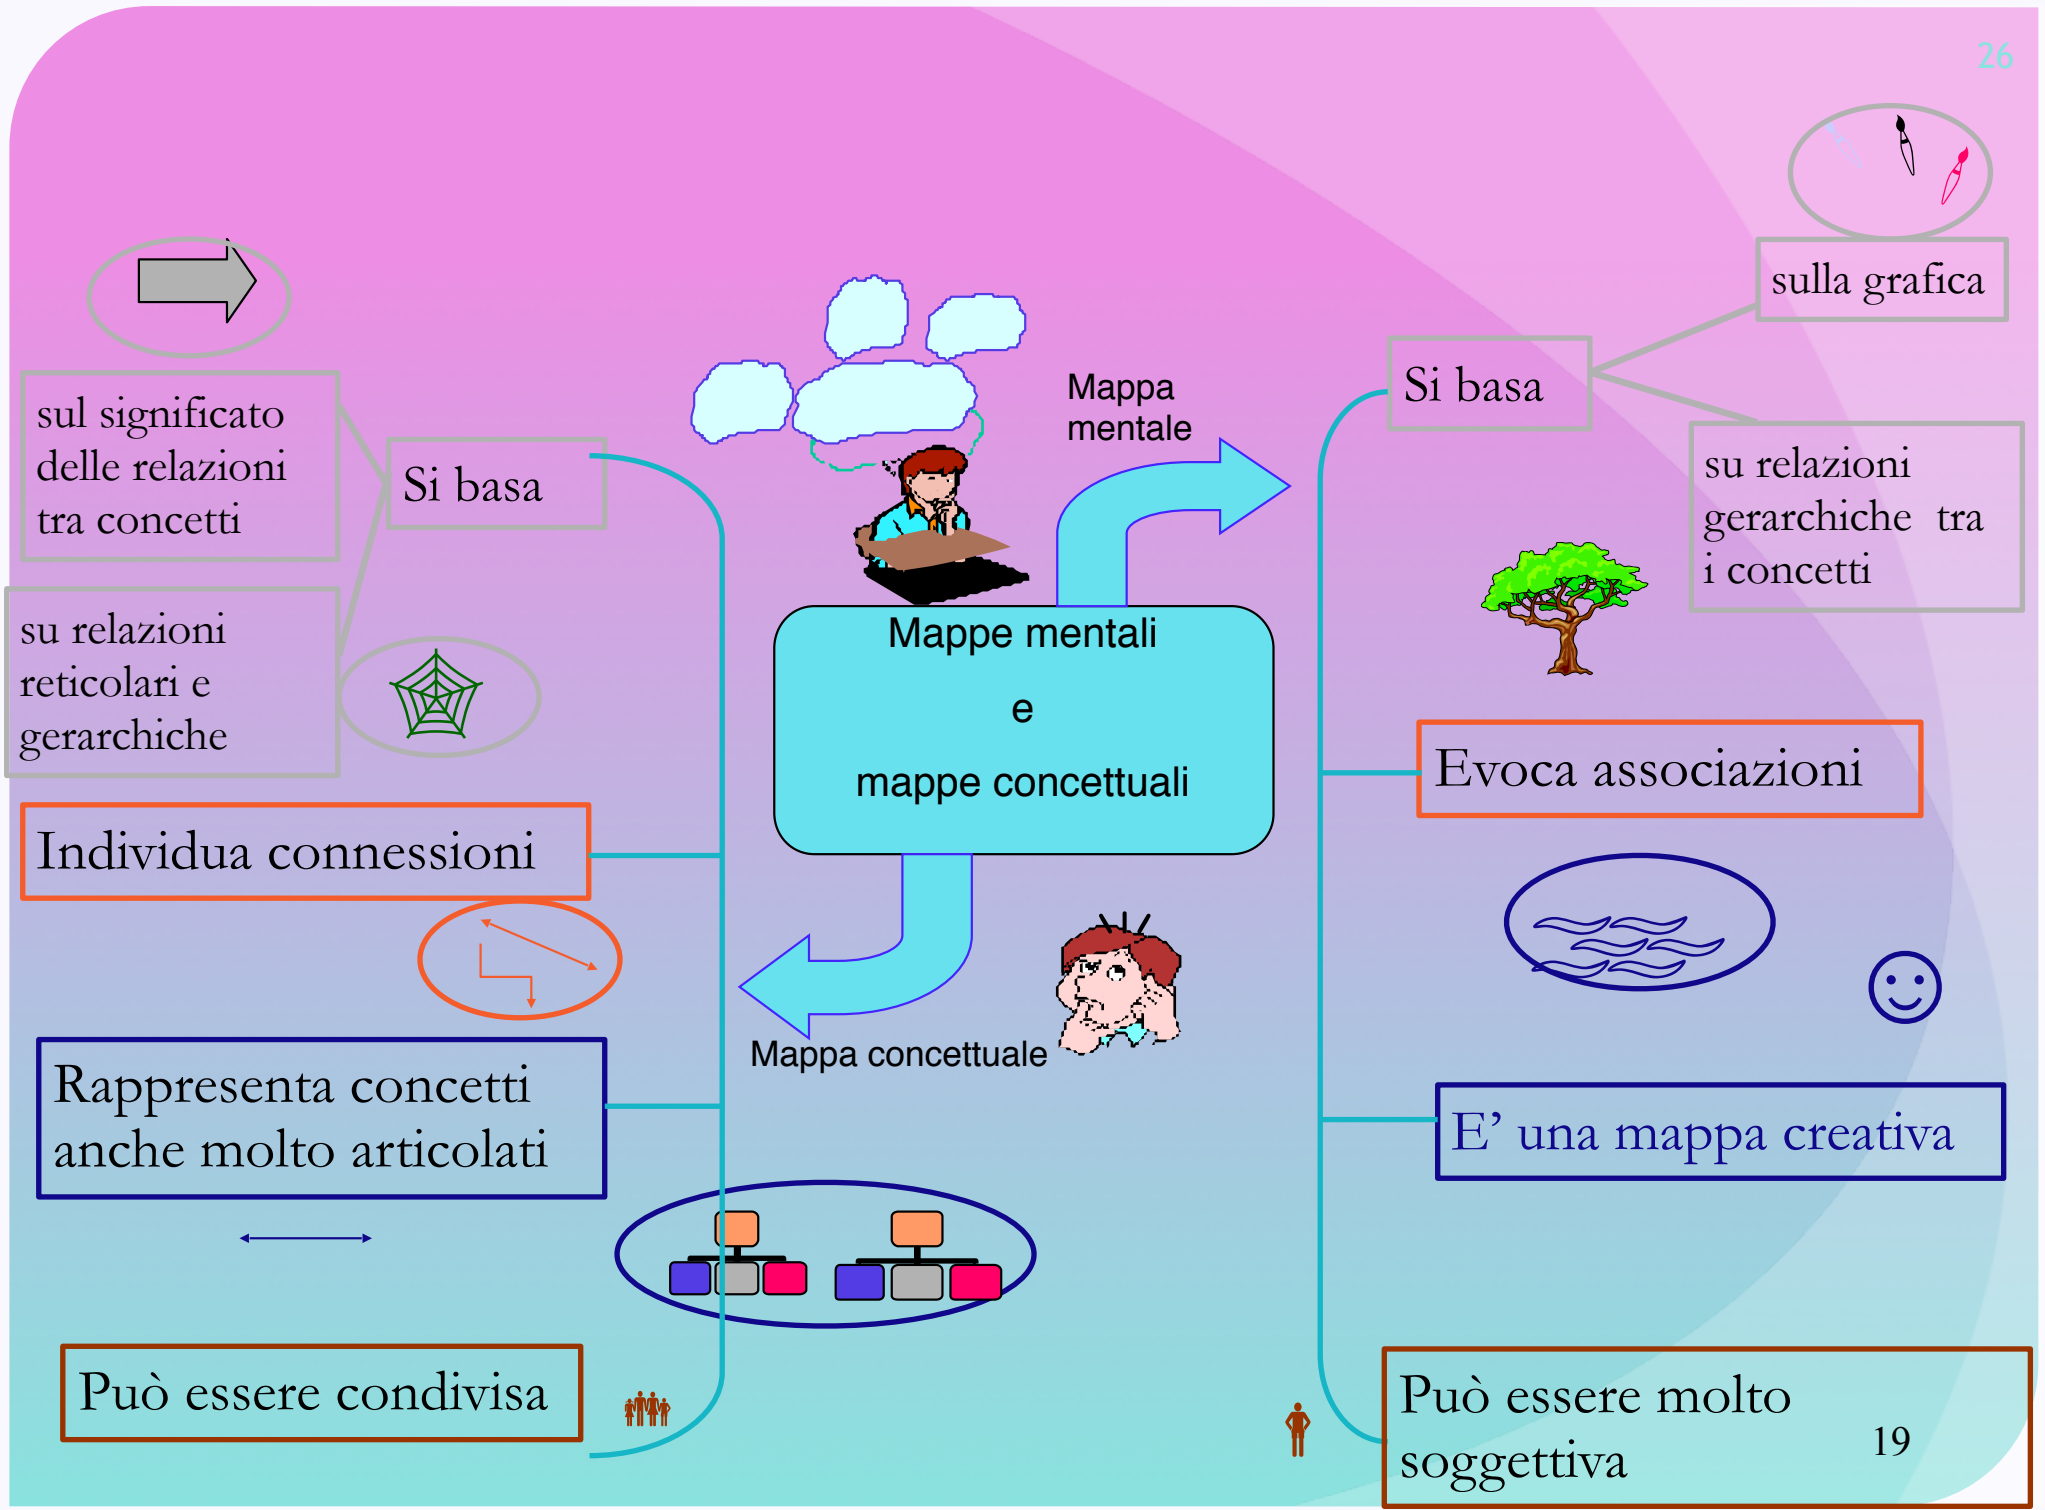 26
sul significato
delle relazioni
tra concetti
Si basa
su relazioni
reticolari e
gerarchiche
Individua connessioni
Rappresenta concetti
anche molto articolati
Può essere condivisa
Mappa
mentale
Mappe mentali
e
mappe concettuali
Mappa concettuale
sulla grafica
Si basa
su relazioni
gerarchiche  tra
i concetti
Evoca associazioni
E’ una mappa creativa
Può essere molto
soggettiva
19